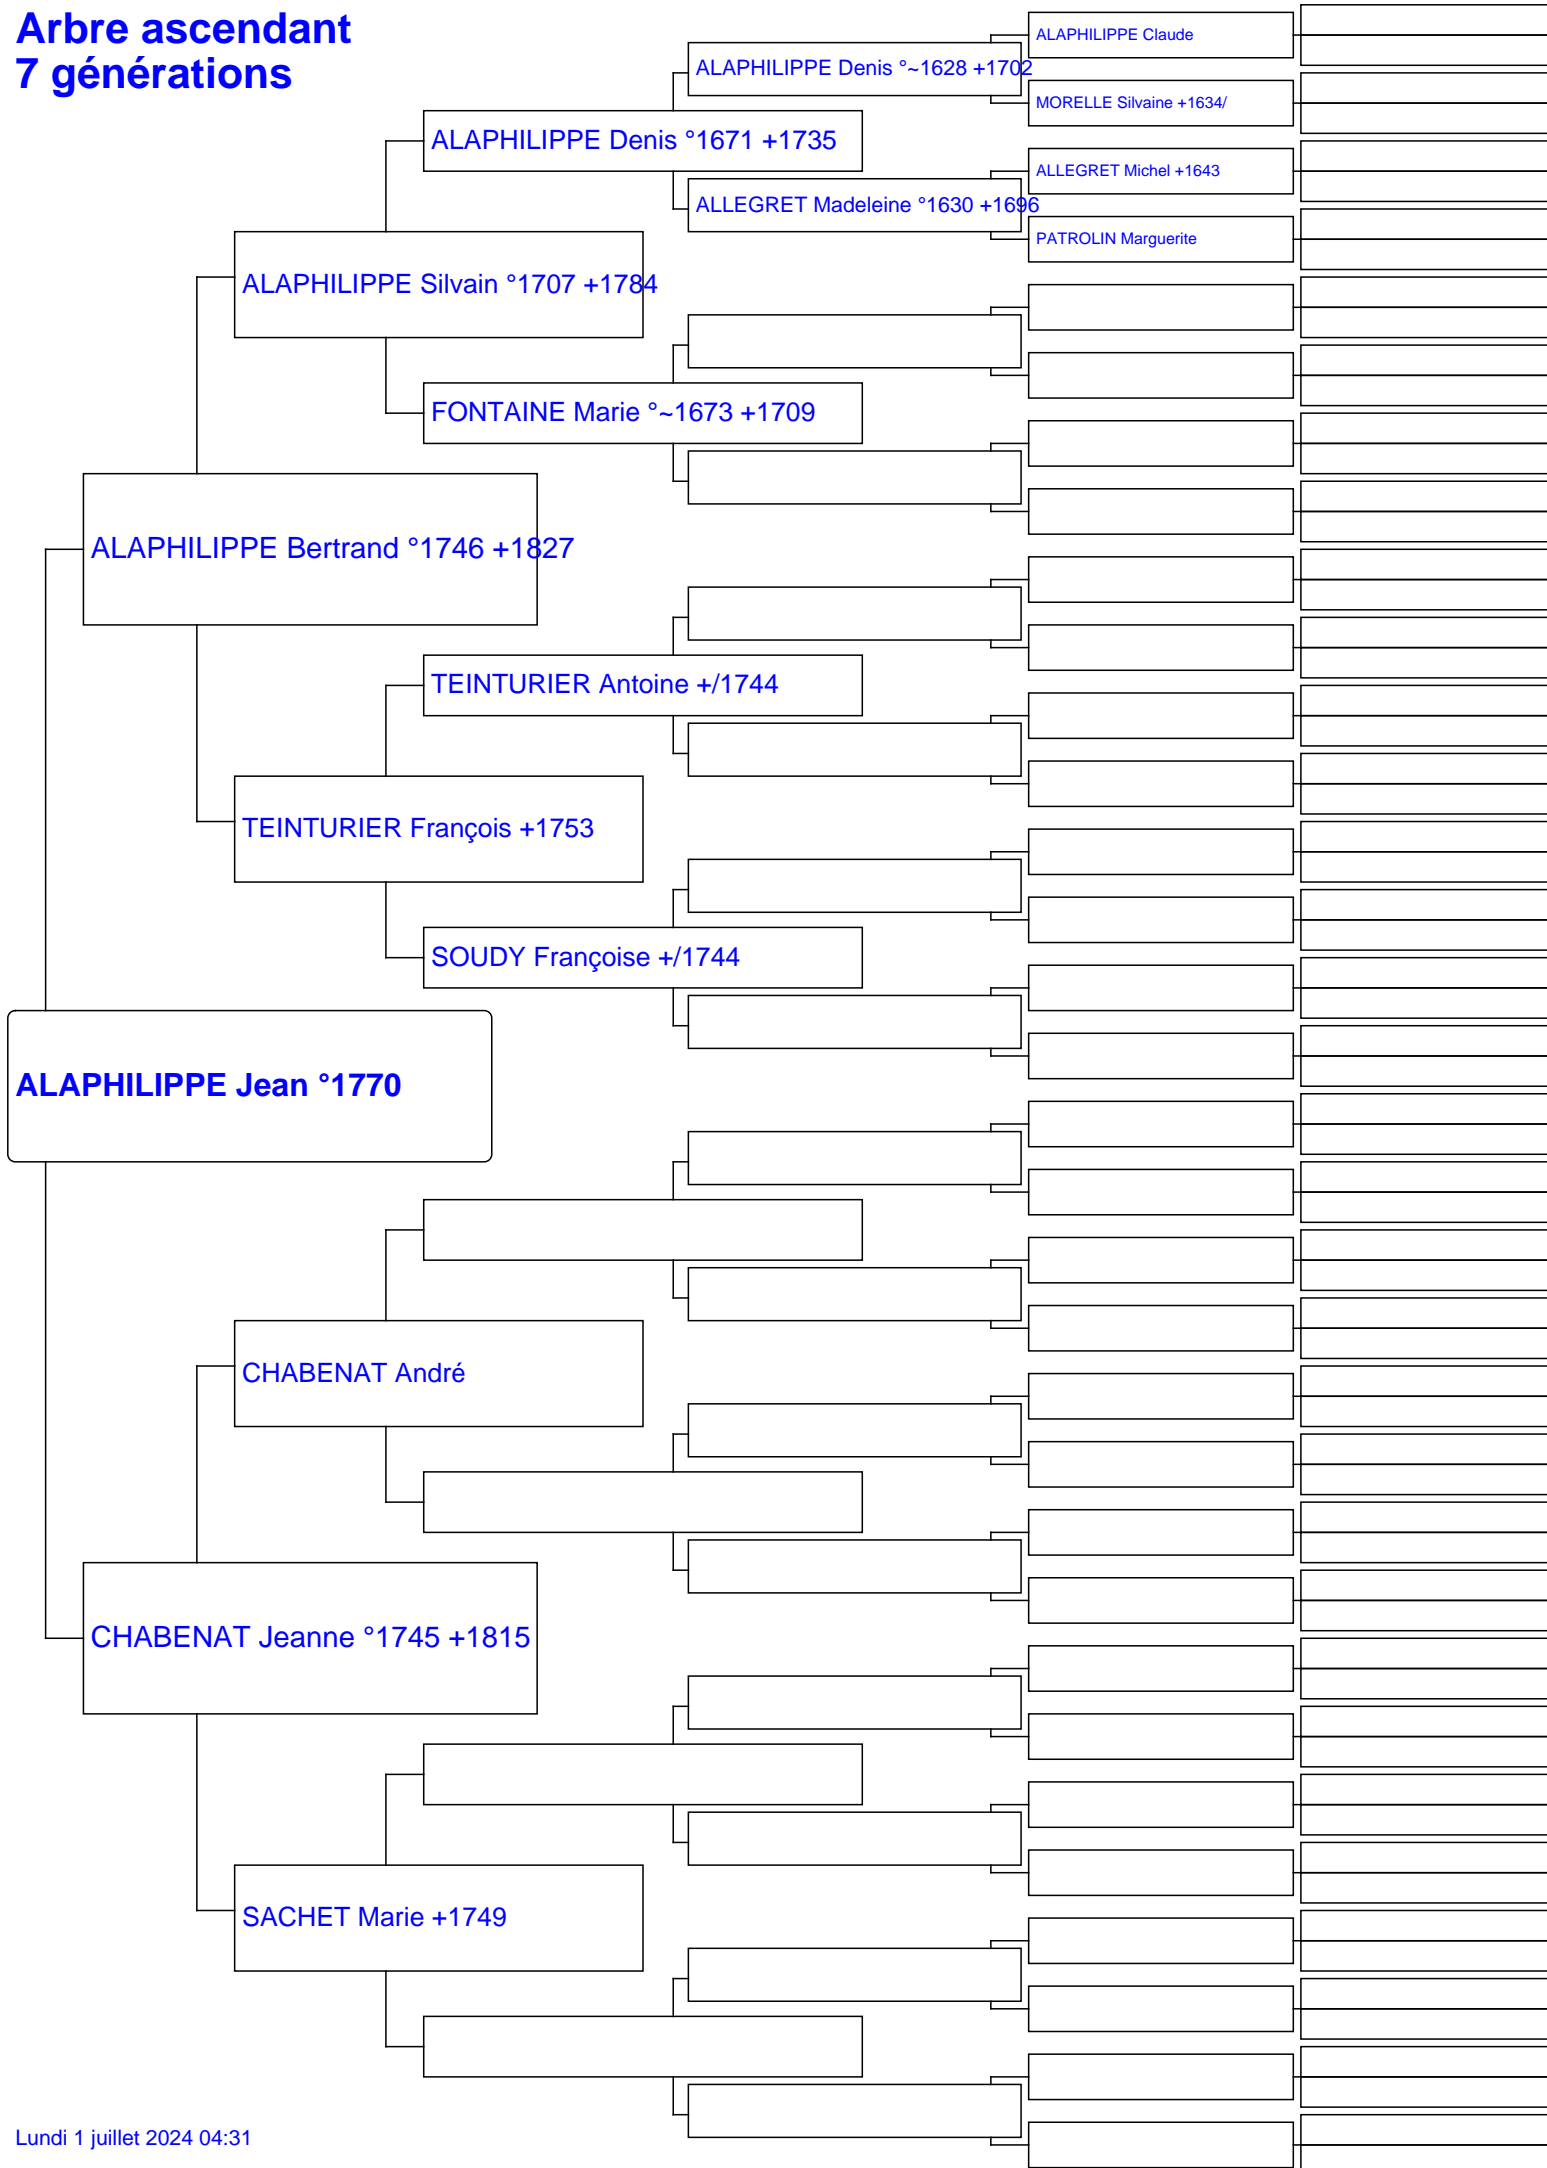 Arbre ascendant
7 générations
ALAPHILIPPE Claude
ALAPHILIPPE Denis °~1628 +1702
MORELLE Silvaine +1634/
ALAPHILIPPE Denis °1671 +1735
ALLEGRET Michel +1643
ALLEGRET Madeleine °1630 +1696
PATROLIN Marguerite
ALAPHILIPPE Silvain °1707 +1784
FONTAINE Marie °~1673 +1709
ALAPHILIPPE Bertrand °1746 +1827
TEINTURIER Antoine +/1744
TEINTURIER François +1753
SOUDY Françoise +/1744
ALAPHILIPPE Jean °1770
CHABENAT André
CHABENAT Jeanne °1745 +1815
SACHET Marie +1749
Lundi 1 juillet 2024 04:31